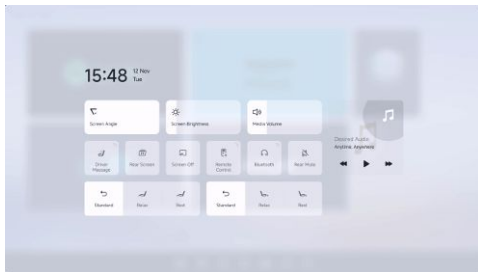 15:48
12 Nov
Tue
Screen Angle
Screen Brightness
Media Volume
Desired Audio
Anytime, Anywhere
Driver
Massage
Rear Screen
Screen Off
Remote
Control
Bluetooth
Rear Mute
Standard
Relax
Rest
Standard
Relax
Rest